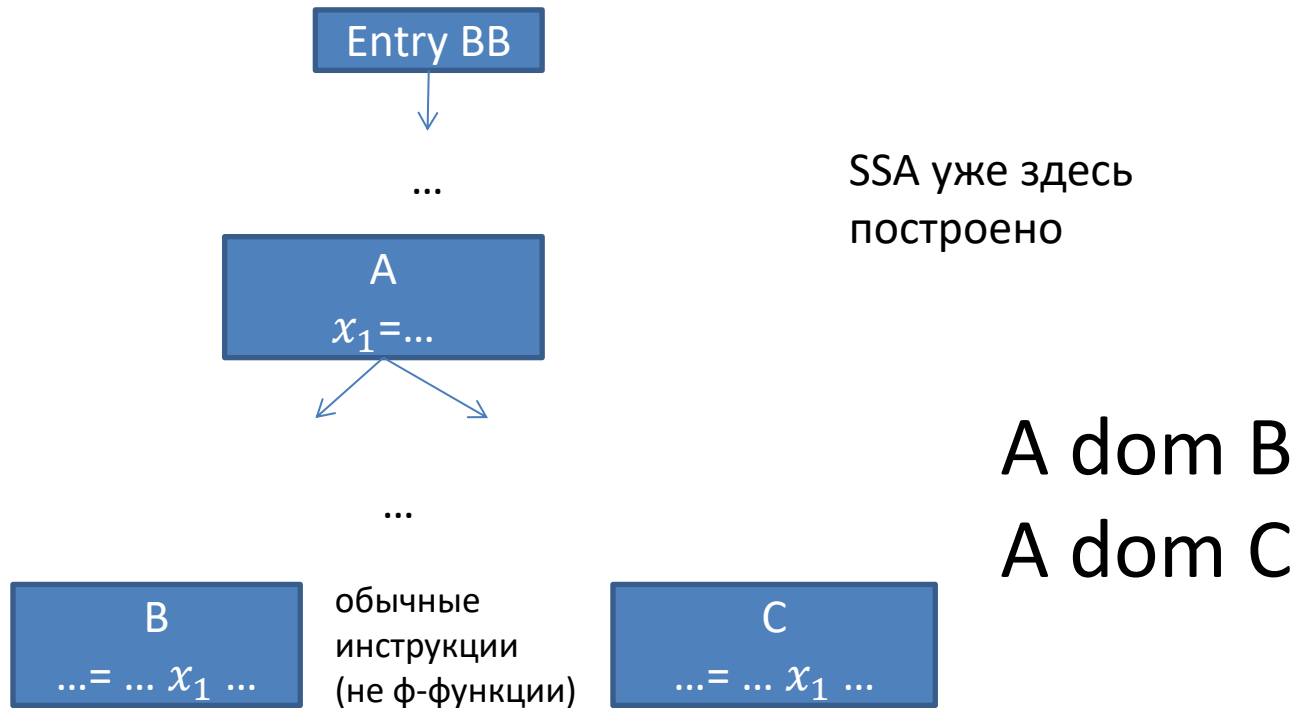 Entry BB
...
SSA уже здесь
построено
A
x₁=...
A dom B
A dom C
...
B
...= ... x₁ ...
обычные
инструкции
(не ф-функции)
C
...= ... x₁ ...